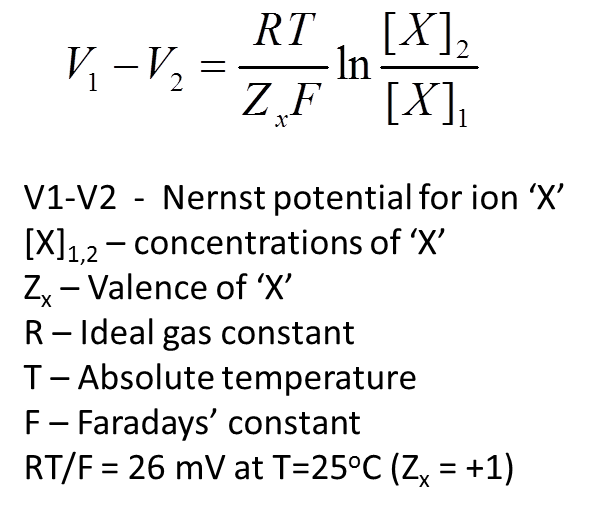 V₁ – V₂ = RT / ZₓF ln [X]₂ / [X]₁
V1-V2 - Nernst potential for ion ‘X’
[X]₁,₂ – concentrations of ‘X’
Zₓ – Valence of ‘X’
R – Ideal gas constant
T – Absolute temperature
F – Faradays’ constant
RT/F = 26 mV at T=25ºC (Zₓ = +1)